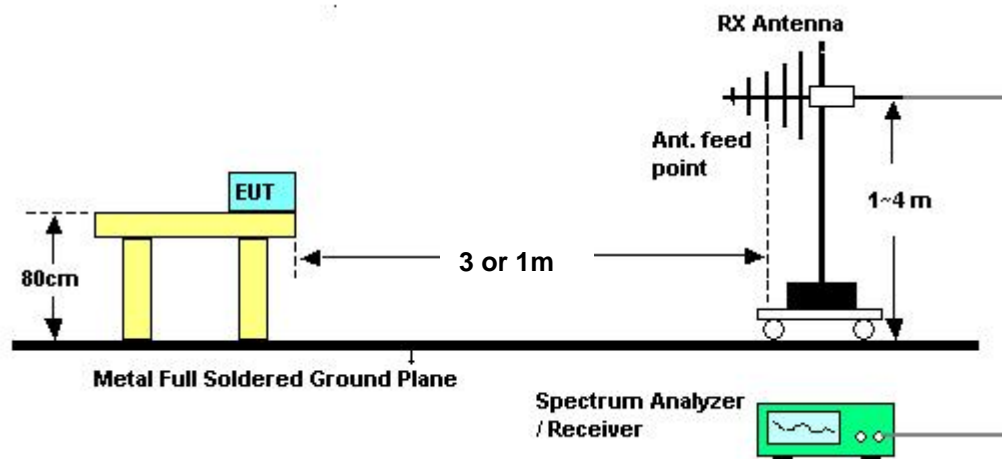 RX Antenna
Ant. feed
point
EUT
1~4 m
3 or 1m
80cm
Metal Full Soldered Ground Plane
Spectrum Analyzer
/ Receiver